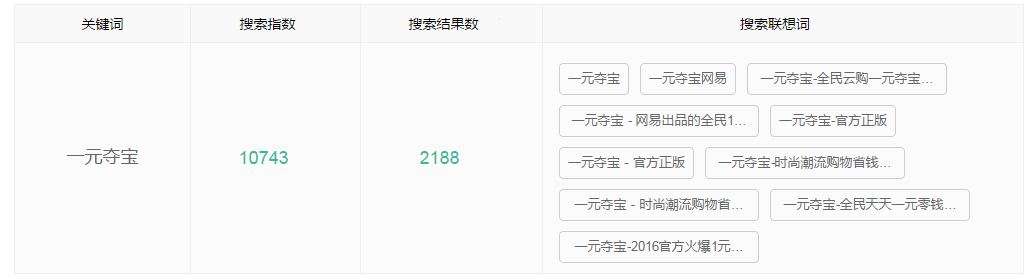 关键词 搜索指数 搜索结果数 搜索联想词
一元夺宝 10743 2188
一元夺宝 一元夺宝网易 一元夺宝-全民云购一元夺宝...
一元夺宝 - 网易出品的全民1... 一元夺宝-官方正版
一元夺宝 - 官方正版 一元夺宝-时尚潮流购物省钱...
一元夺宝 - 时尚潮流购物省... 一元夺宝-全民天天一元零钱...
一元夺宝-2016官方火爆1元...